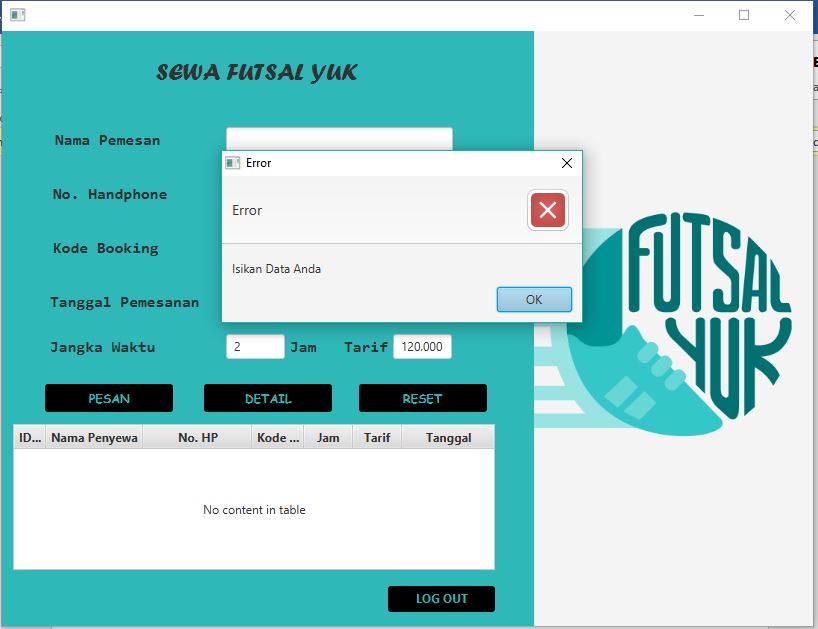 SEWA FUTSAL YUK
Nama Pemesan
Error
Error
Isikan Data Anda
OK
No. Handphone
Kode Booking
Tanggal Pemesanan
Jangka Waktu 2 Jam Tarif 120.000
PESAN DETAIL RESET
ID... Nama Penyewa No. HP Kode ... Jam Tarif Tanggal
No content in table
LOG OUT
FUTSAL
YUK